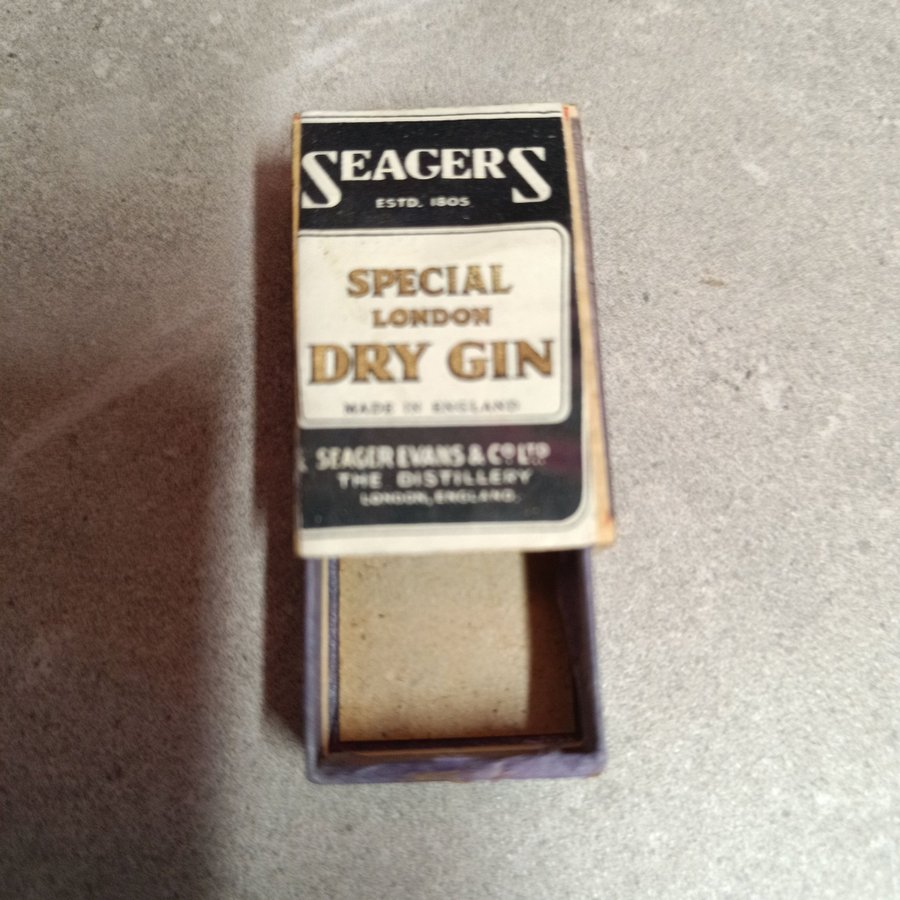 SEAGERS
ESTD. 1805
SPECIAL
LONDON
DRY GIN
MADE IN ENGLAND
SEAGER EVANS & CO LTD
THE DISTILLERY
LONDON, ENGLAND.